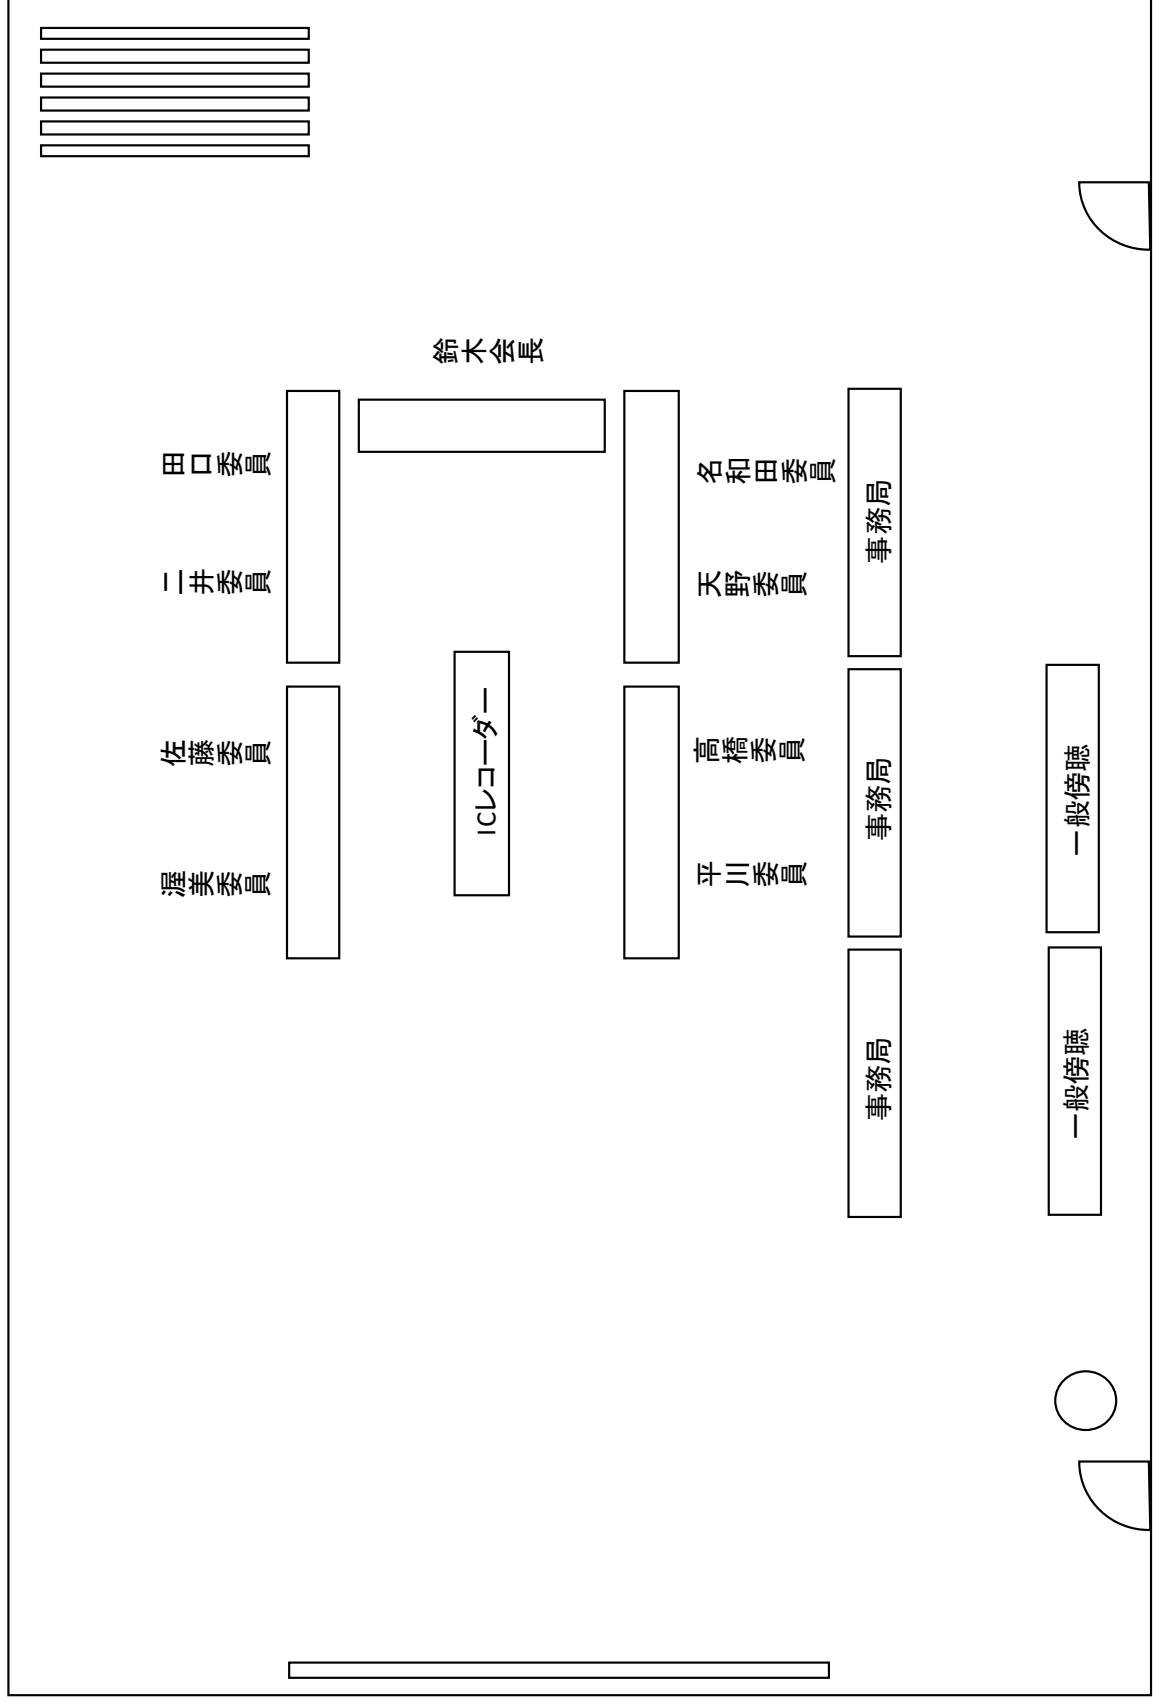 鈴木会長
田口委員
名和田委員
二井委員
天野委員
事務局
佐藤委員
ICレコーダー
高橋委員
事務局
一般傍聴
渥美委員
平川委員
事務局
一般傍聴